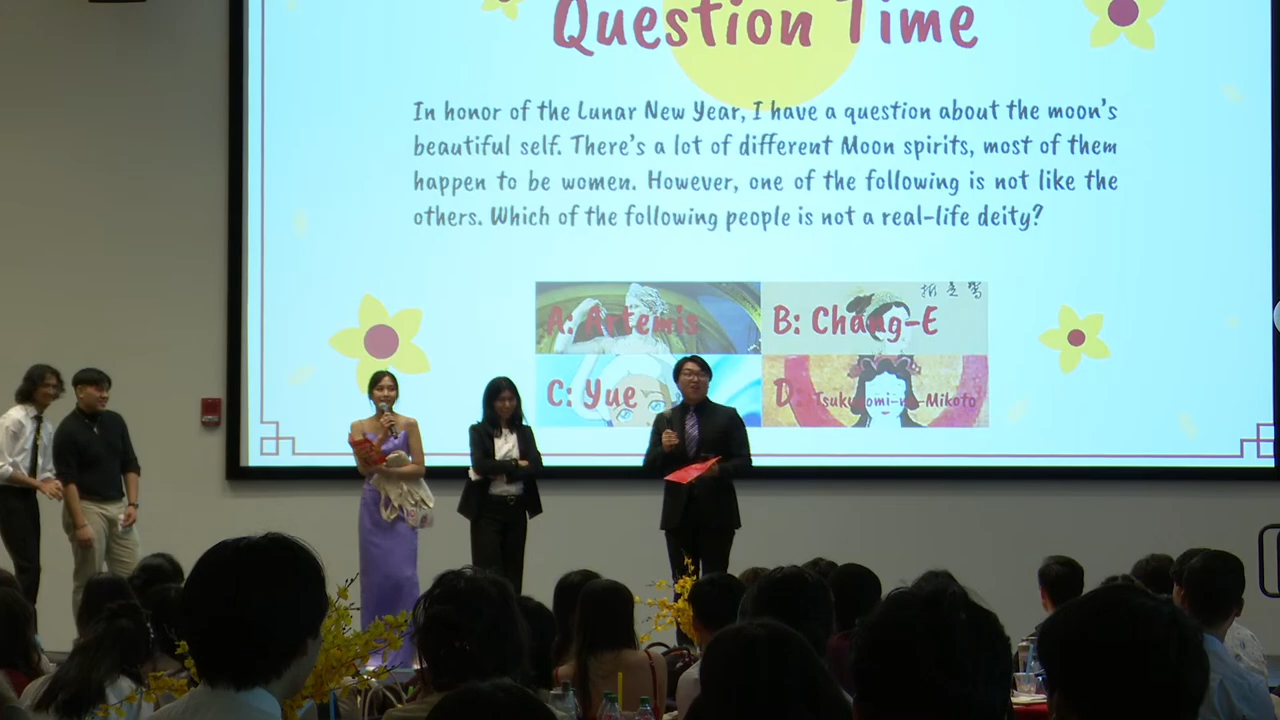 Question Time
In honor of the Lunar New Year, I have a question about the moon's
beautiful self. There's a lot of different Moon spirits, most of them
happen to be women. However, one of the following is not like the
others. Which of the following people is not a real-life deity?
A: Artemis
B: Chang-E
C: Yue
D